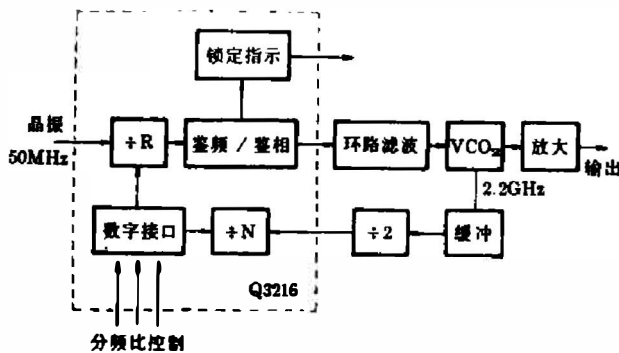 锁定指示
晶振
50MHz
÷R
鉴频 / 鉴相
环路滤波
VCO₂
放大
输出
2.2GHz
数字接口
÷N
÷2
缓冲
Q3216
分频比控制